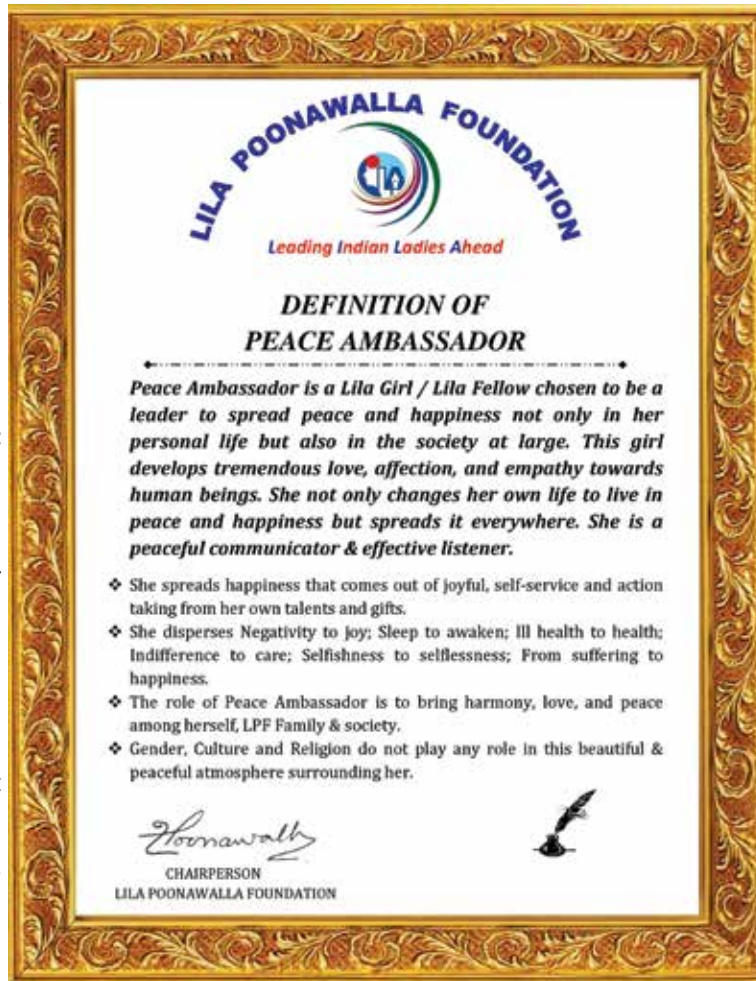 LILA POONAWALLA FOUNDATION
LILA
Leading Indian Ladies Ahead
DEFINITION OF
PEACE AMBASSADOR
Peace Ambassador is a Lila Girl / Lila Fellow chosen to be a
leader to spread peace and happiness not only in her
personal life but also in the society at large. This girl
develops tremendous love, affection, and empathy towards
human beings. She not only changes her own life to live in
peace and happiness but spreads it everywhere. She is a
peaceful communicator & effective listener.
❖ She spreads happiness that comes out of joyful, self-service and action
taking from her own talents and gifts.
❖ She disperses Negativity to joy; Sleep to awaken; Ill health to health;
Indifference to care; Selfishness to selflessness; From suffering to
happiness.
❖ The role of Peace Ambassador is to bring harmony, love, and peace
among herself, LPF Family & society.
❖ Gender, Culture and Religion do not play any role in this beautiful &
peaceful atmosphere surrounding her.
Poonawalla
CHAIRPERSON
LILA POONAWALLA FOUNDATION